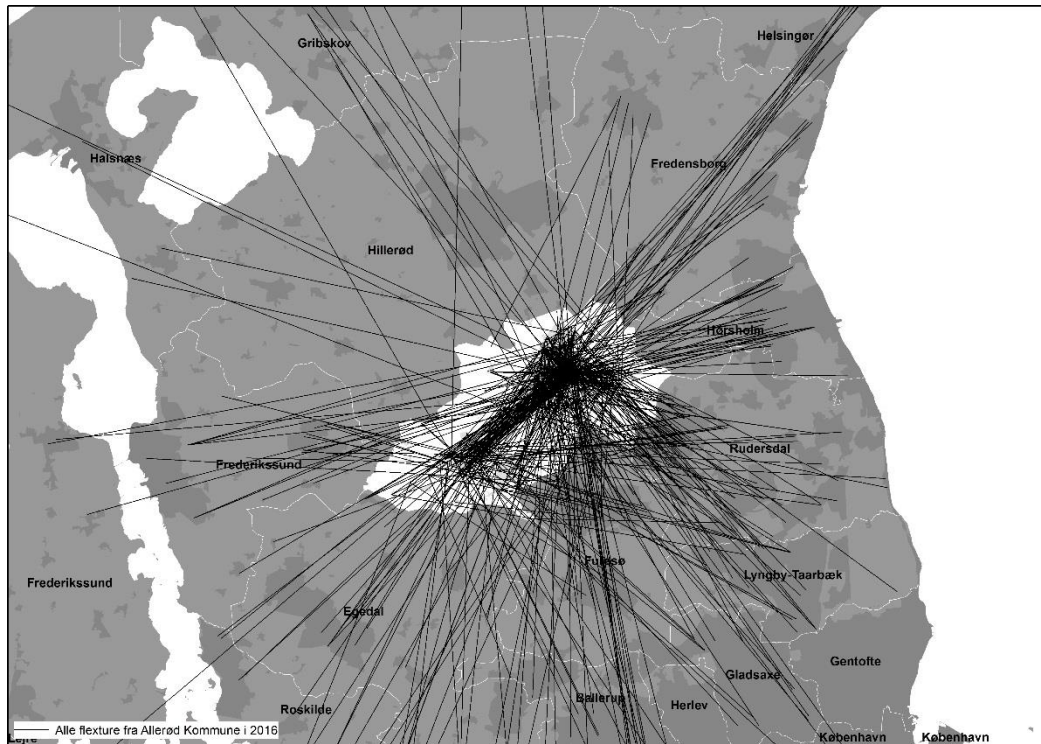 Gribskov
Helsingør
Halsnæs
Fredensborg
Hillerød
Hørsholm
Rudersdal
Frederikssund
Furesø
Lyngby-Taarbæk
Frederikssund
Egedal
Gentofte
Gladsaxe
Ballerup
Herlev
Roskilde
Alle flexture fra Allerød Kommune i 2016
Lejre
København
København